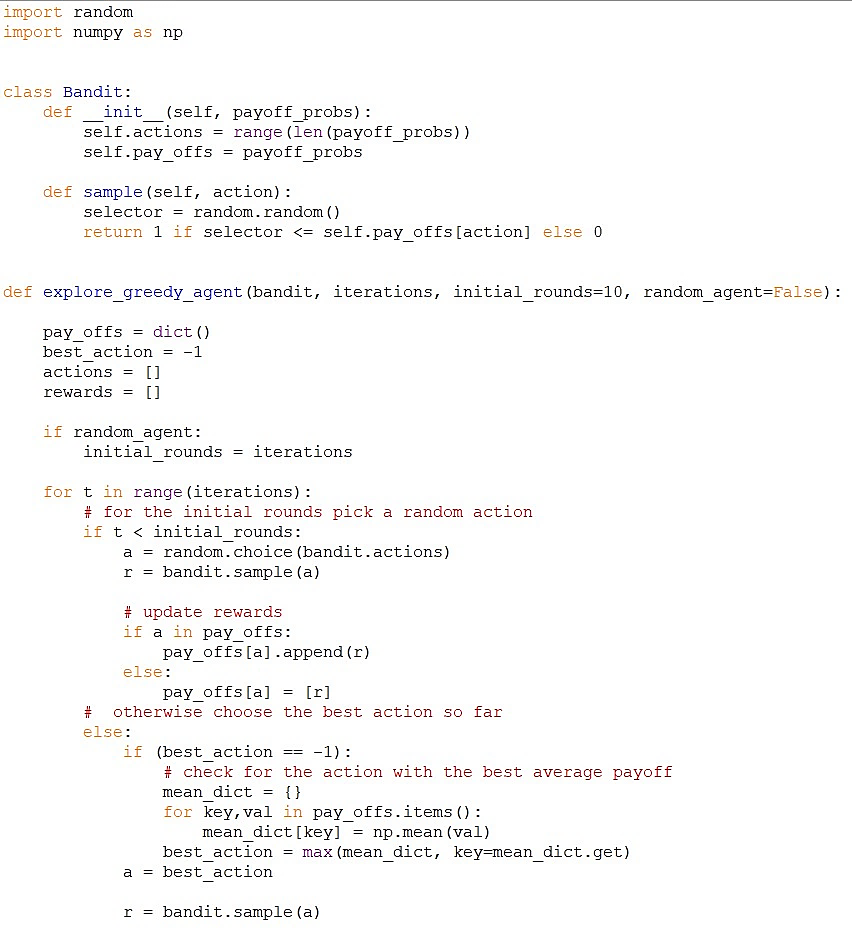 import random
import numpy as np
class Bandit:
    def __init__(self, payoff_probs):
        self.actions = range(len(payoff_probs))
        self.pay_offs = payoff_probs
    def sample(self, action):
        selector = random.random()
        return 1 if selector <= self.pay_offs[action] else 0
def explore_greedy_agent(bandit, iterations, initial_rounds=10, random_agent=False):
    pay_offs = dict()
    best_action = -1
    actions = []
    rewards = []
    if random_agent:
        initial_rounds = iterations
    for t in range(iterations):
        # for the initial rounds pick a random action
        if t < initial_rounds:
            a = random.choice(bandit.actions)
            r = bandit.sample(a)
            # update rewards
            if a in pay_offs:
                pay_offs[a].append(r)
            else:
                pay_offs[a] = [r]
        #  otherwise choose the best action so far
        else:
            if (best_action == -1):
                # check for the action with the best average payoff
                mean_dict = {}
                for key,val in pay_offs.items():
                    mean_dict[key] = np.mean(val)
                best_action = max(mean_dict, key=mean_dict.get)
            a = best_action
            r = bandit.sample(a)